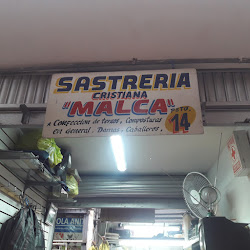 SASTRERIA
CRISTIANA
"MALCA"
PSTO.
14
* Confeccion de ternos, Composturas
en General, Damas, Caballeros.